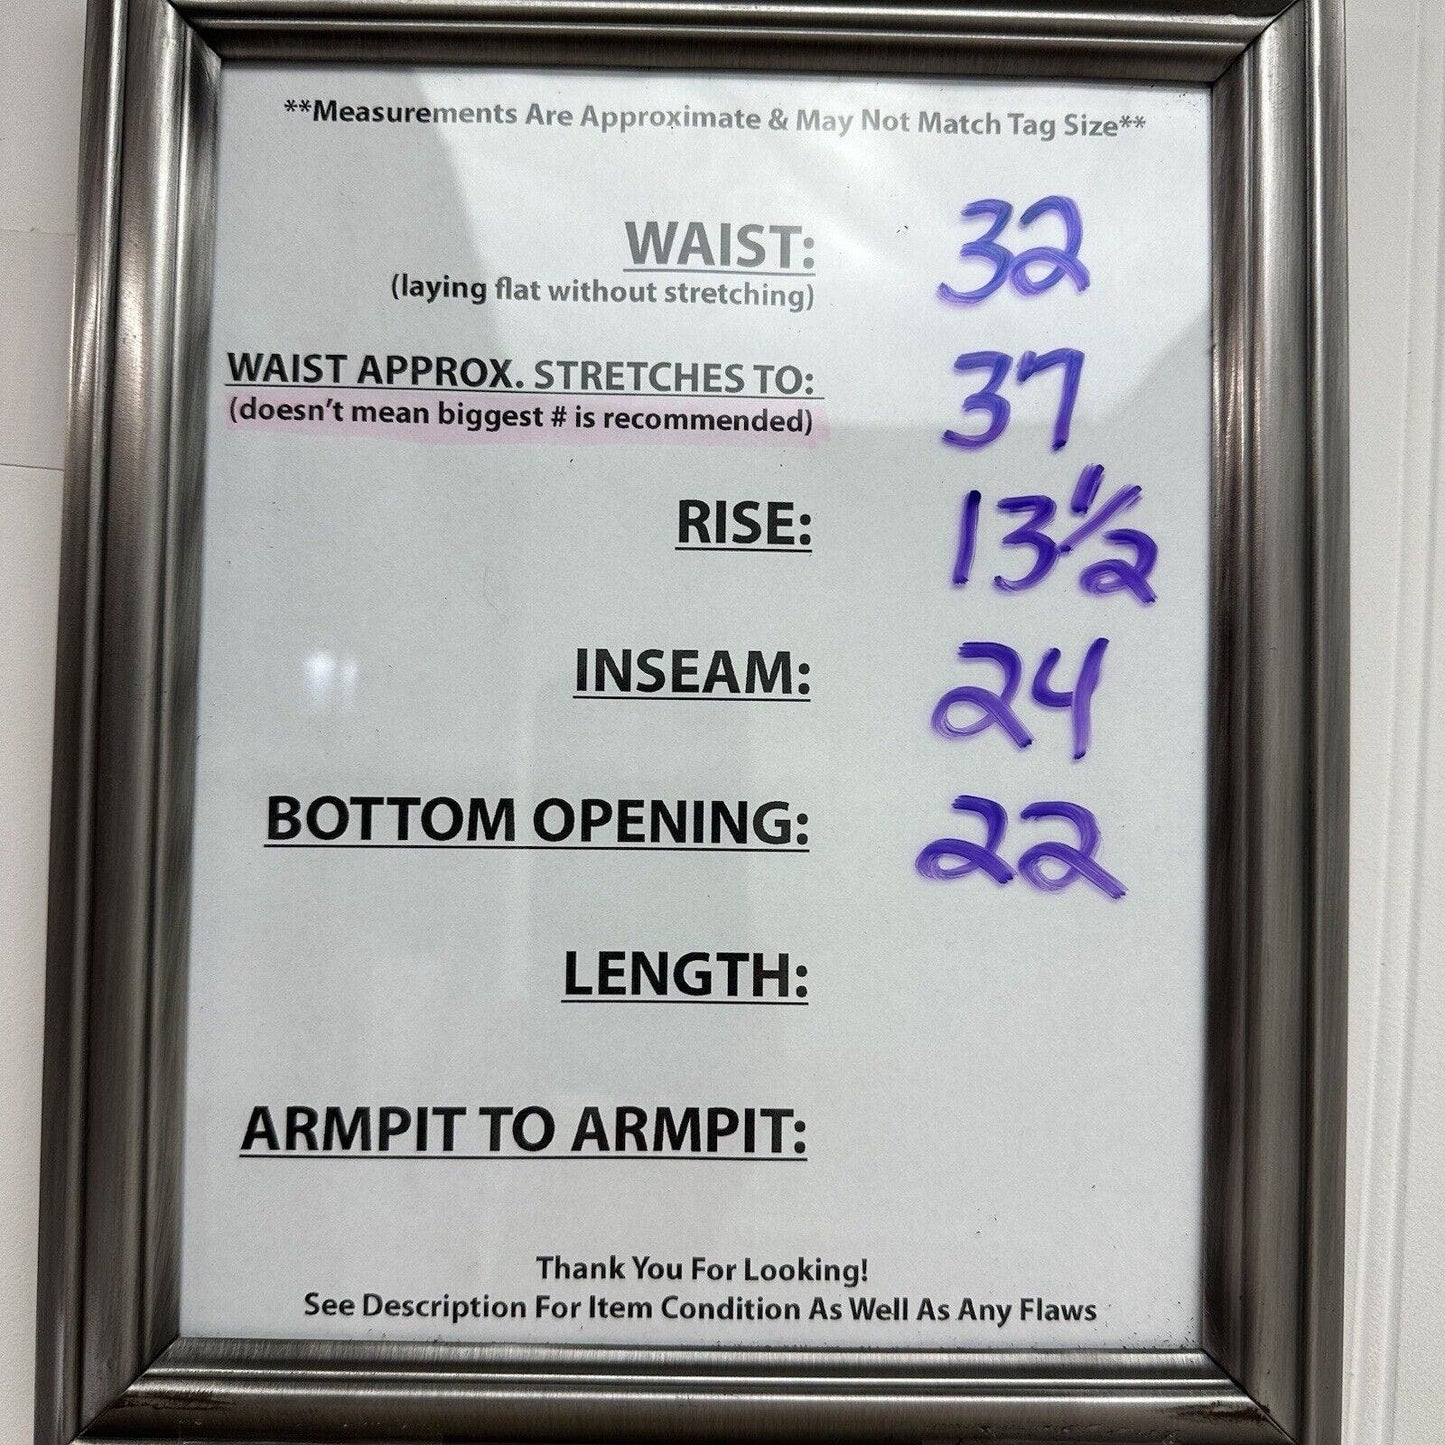 **Measurements Are Approximate & May Not Match Tag Size**
WAIST: 32
(laying flat without stretching)
WAIST APPROX. STRETCHES TO: 37
(doesn't mean biggest # is recommended)
RISE: 13 1/2
INSEAM: 24
BOTTOM OPENING: 22
LENGTH:
ARMPIT TO ARMPIT:
Thank You For Looking!
See Description For Item Condition As Well As Any Flaws